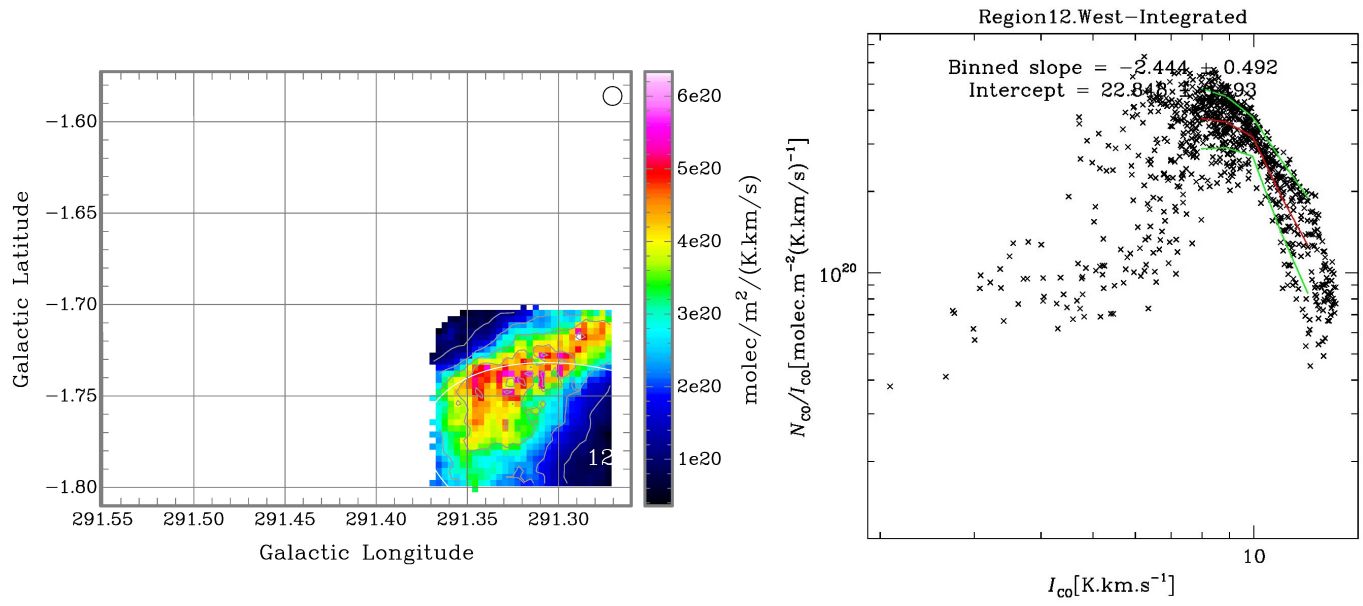 Galactic Latitude
−1.60
−1.65
−1.70
−1.75
−1.80
291.55 291.50 291.45 291.40 291.35 291.30
Galactic Longitude
12
6e20
5e20
4e20
3e20
2e20
1e20
molec/m²/(K.km/s)
Region12.West−Integrated
Binned slope = −2.444 ± 0.492
Intercept =
N_CO/I_CO[molec.m⁻²(K.km/s)⁻¹]
10²⁰
10
I_CO[K.km.s⁻¹]